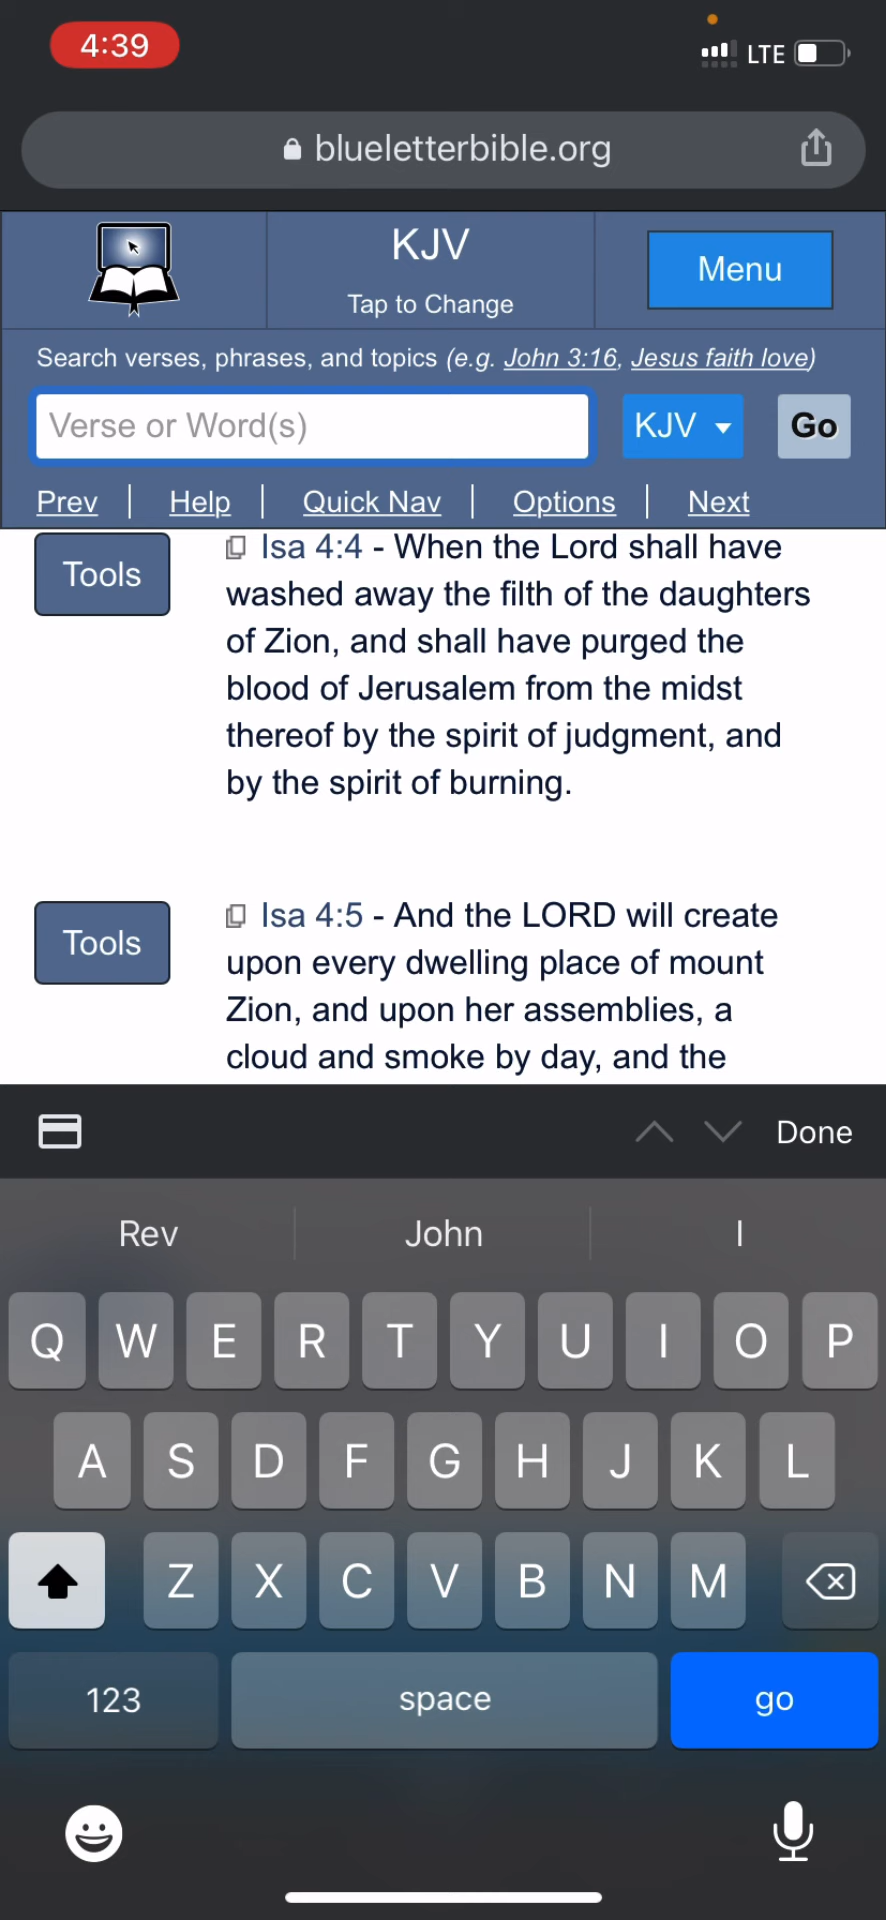 4:39
LTE
blueletterbible.org
KJV
Tap to Change
Menu
Search verses, phrases, and topics (e.g. John 3:16, Jesus faith love)
Verse or Word(s)
KJV
Go
Prev | Help | Quick Nav | Options | Next
Tools
Isa 4:4 - When the Lord shall have
washed away the filth of the daughters
of Zion, and shall have purged the
blood of Jerusalem from the midst
thereof by the spirit of judgment, and
by the spirit of burning.
Tools
Isa 4:5 - And the LORD will create
upon every dwelling place of mount
Zion, and upon her assemblies, a
cloud and smoke by day, and the
Done
Rev John I
Q W E R T Y U I O P
A S D F G H J K L
Z X C V B N M
123 space go